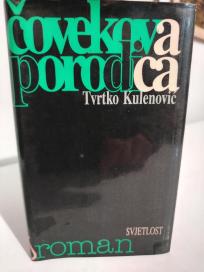 čovekova
porodica
Tvrtko Kulenović
SVJETLOST
roman